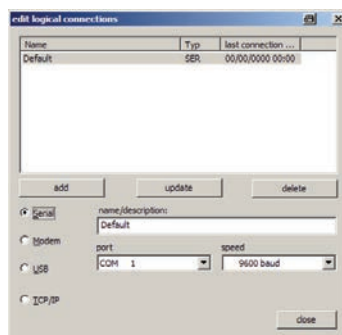 edit logical connections
Name Typ last connection ...
Default SER 00/00/0000 00:00
add update delete
Serial
name/description:
Default
Modem
port speed
COM 1 9600 baud
USB
TCP/IP
close